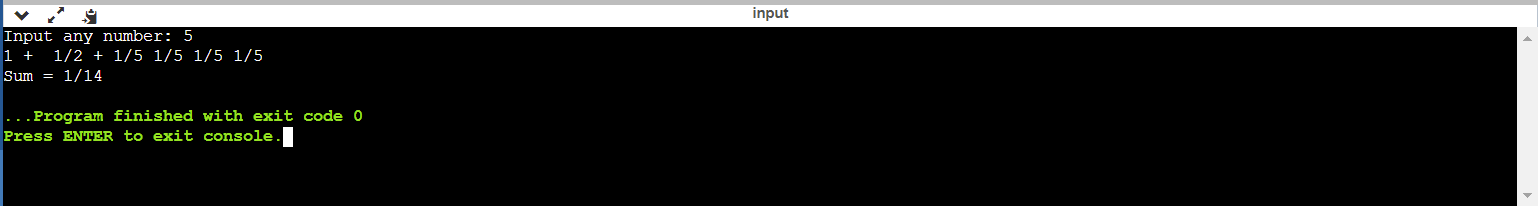 input
Input any number: 5
1 +  1/2 + 1/5 1/5 1/5 1/5
Sum = 1/14
...Program finished with exit code 0
Press ENTER to exit console.